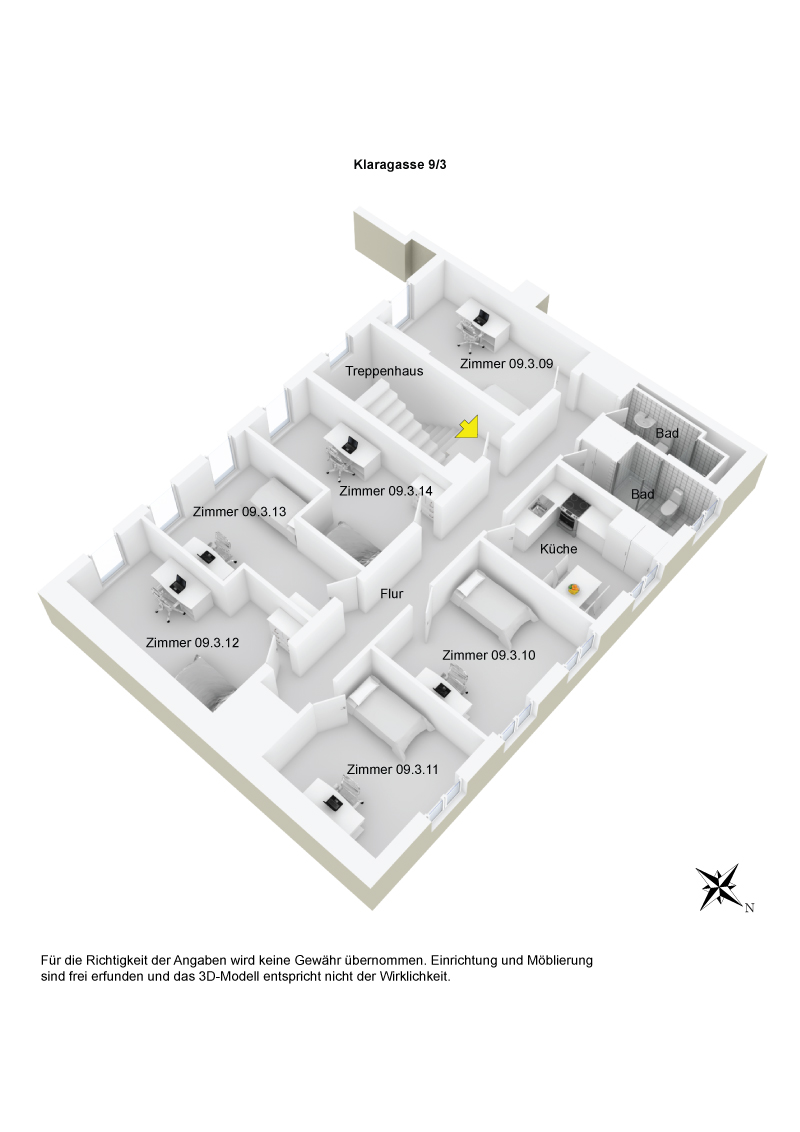 Klaragasse 9/3
Zimmer 09.3.09
Treppenhaus
Bad
Zimmer 09.3.14
Bad
Zimmer 09.3.13
Küche
Flur
Zimmer 09.3.12
Zimmer 09.3.10
Zimmer 09.3.11
N
Für die Richtigkeit der Angaben wird keine Gewähr übernommen. Einrichtung und Möblierung
sind frei erfunden und das 3D-Modell entspricht nicht der Wirklichkeit.